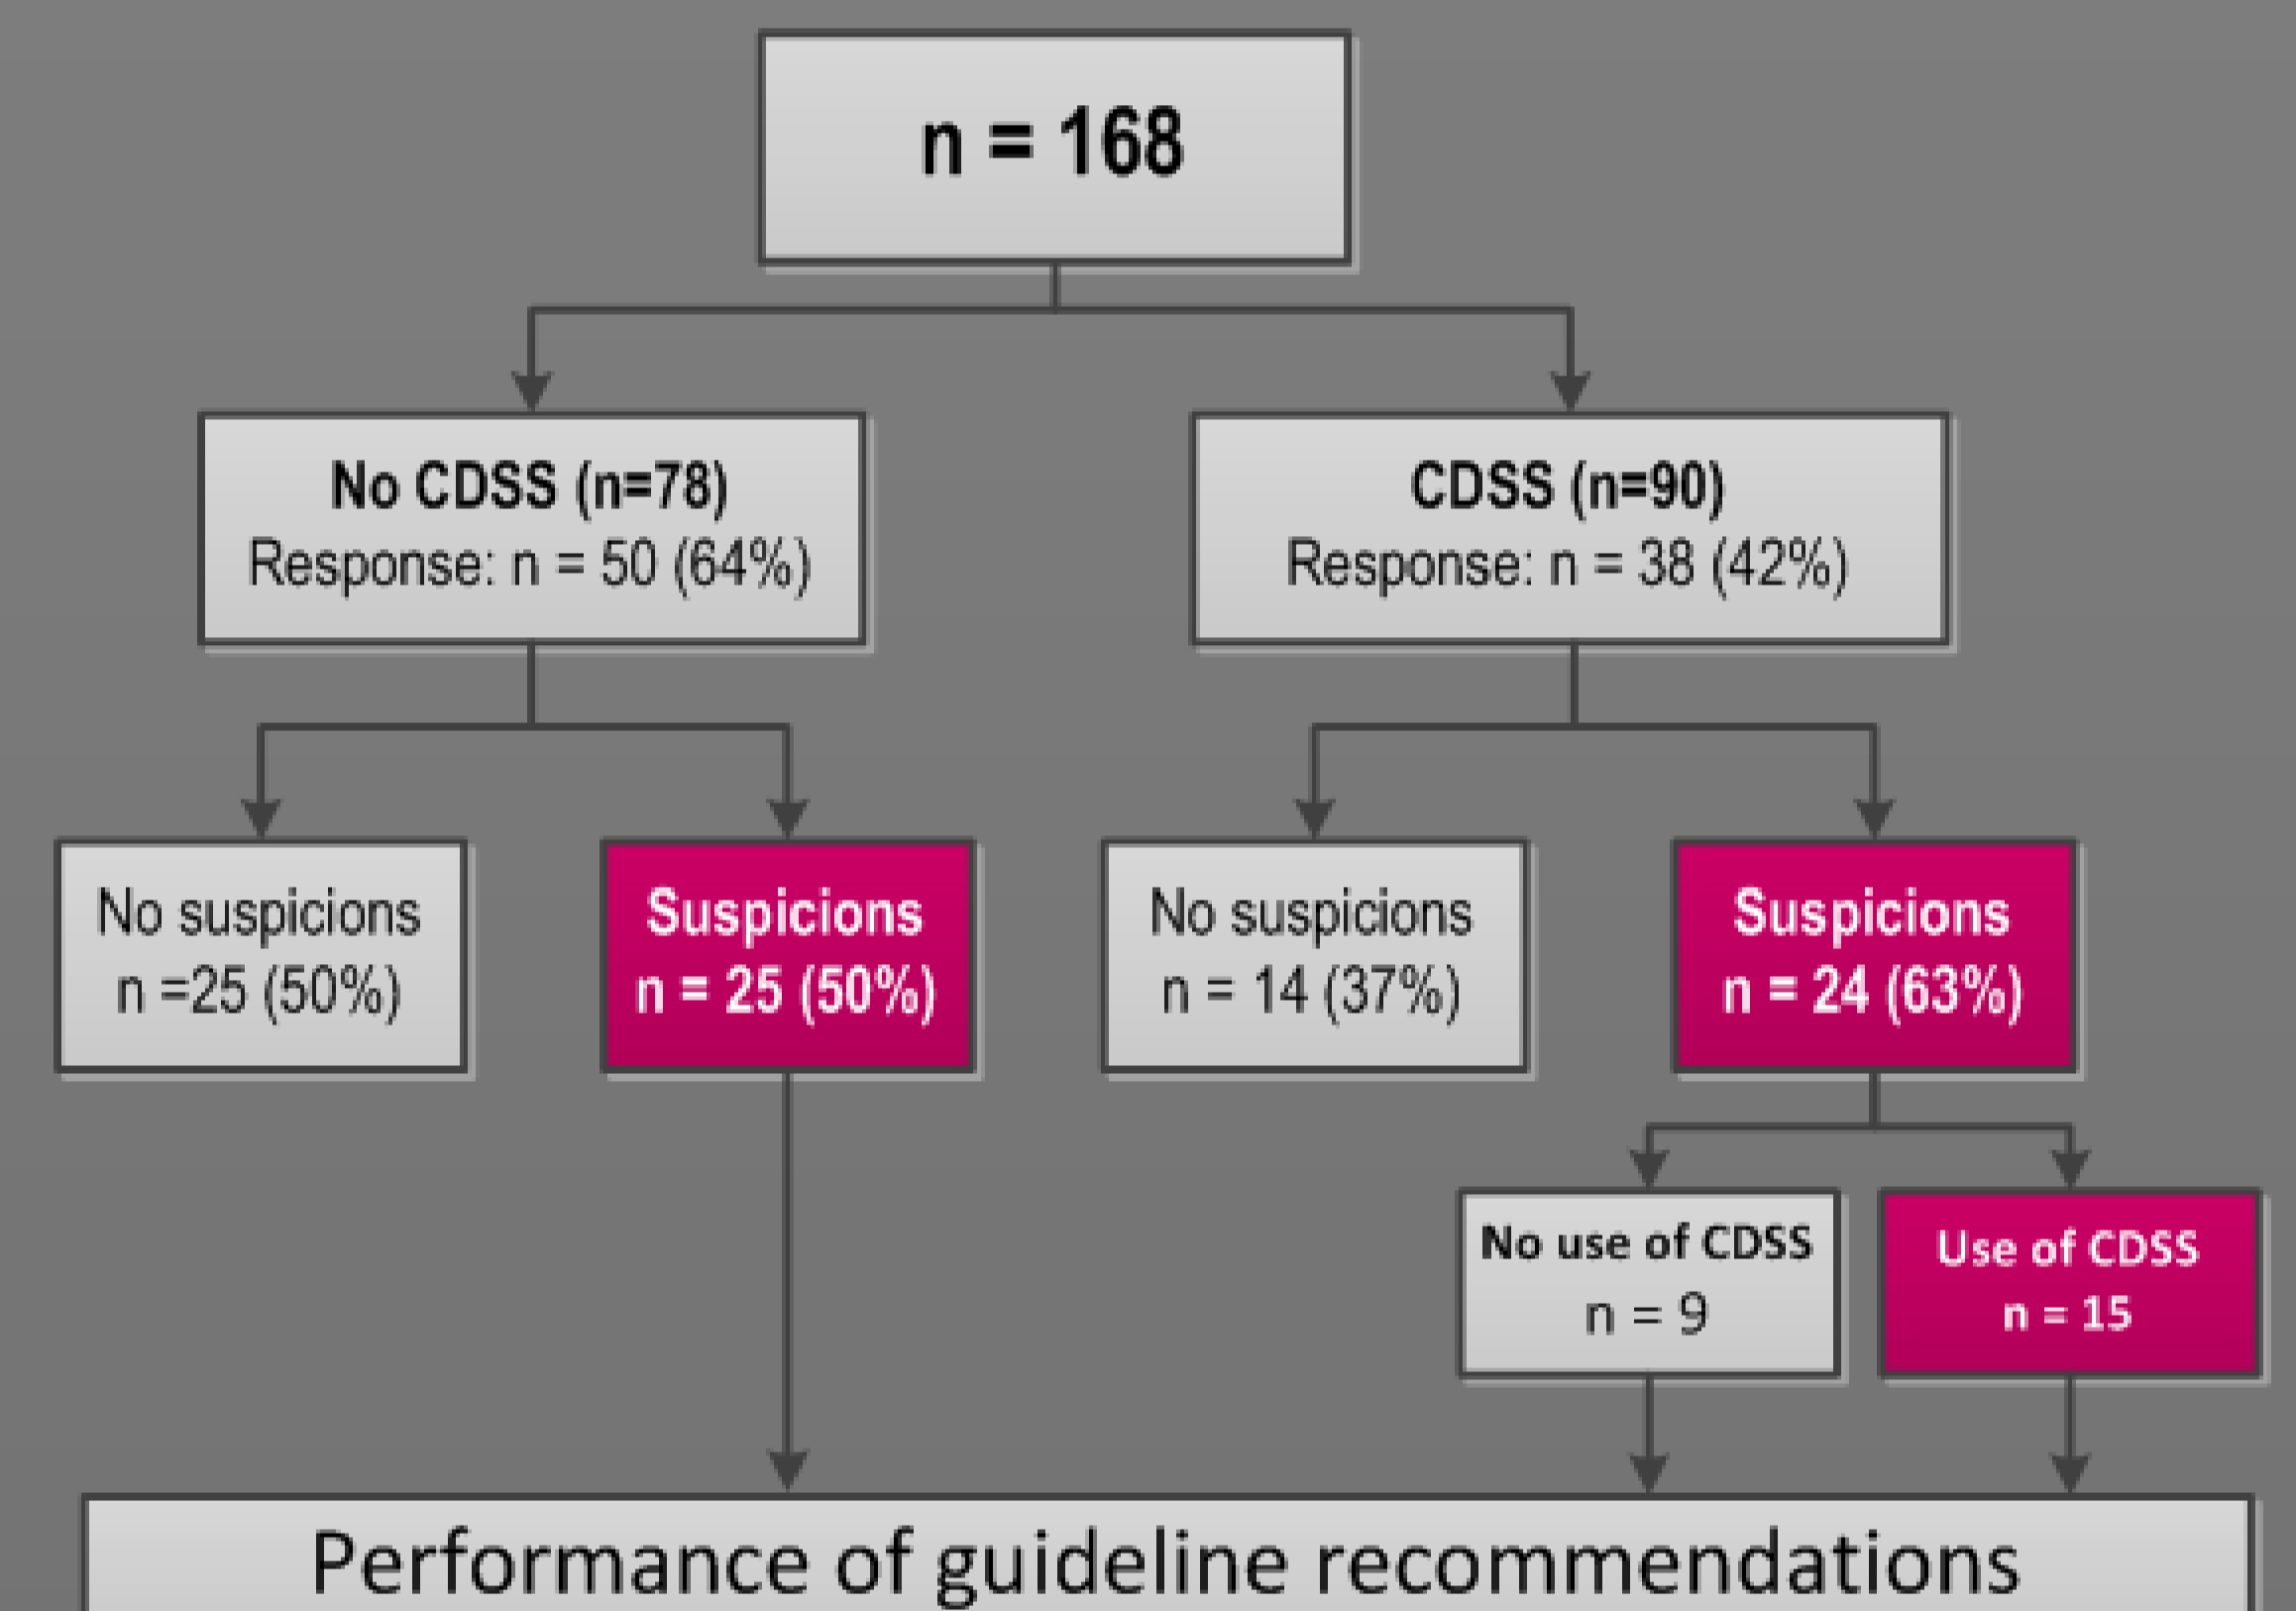 n = 168
No CDSS (n=78)
Response: n = 50 (64%)
CDSS (n=90)
Response: n = 38 (42%)
No suspicions
n =25 (50%)
Suspicions
n = 25 (50%)
No suspicions
n = 14 (37%)
Suspicions
n = 24 (63%)
No use of CDSS
n = 9
Use of CDSS
n = 15
Performance of guideline recommendations